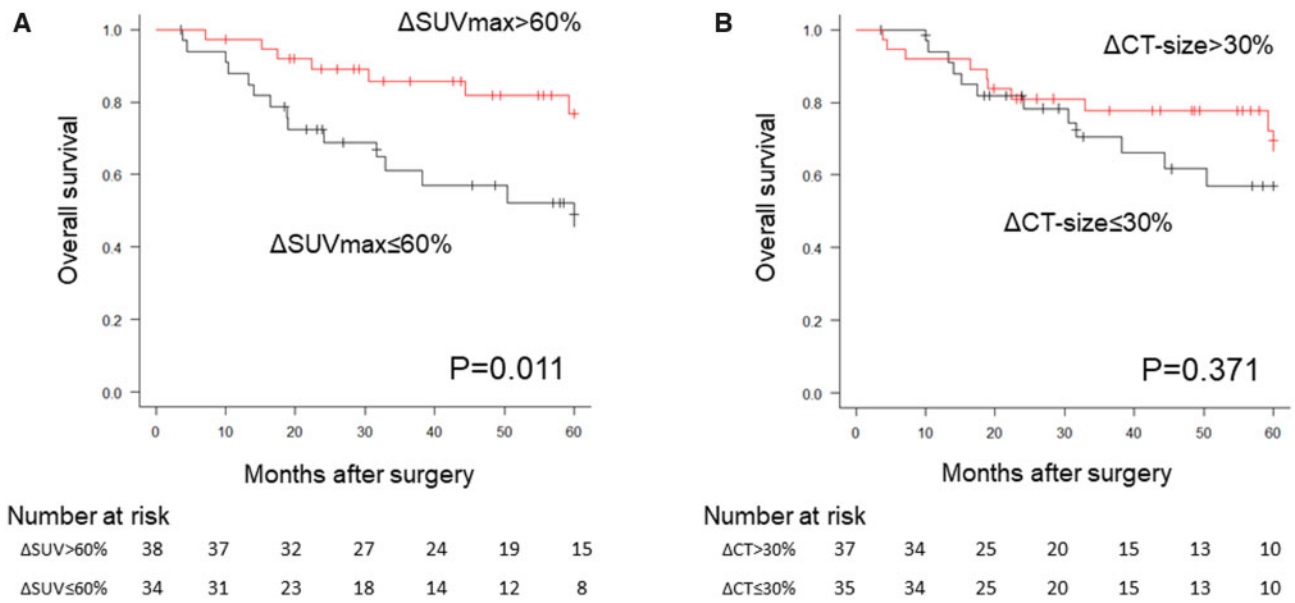 A
ΔSUVmax>60%
ΔSUVmax≤60%
P=0.011
Overall survival
1.0
0.8
0.6
0.4
0.2
0.0
0 10 20 30 40 50 60
Months after surgery
Number at risk
ΔSUV>60% 38 37 32 27 24 19 15
ΔSUV≤60% 34 31 23 18 14 12 8
B
ΔCT-size>30%
ΔCT-size≤30%
P=0.371
Overall survival
1.0
0.8
0.6
0.4
0.2
0.0
0 10 20 30 40 50 60
Months after surgery
Number at risk
ΔCT>30% 37 34 25 20 15 13 10
ΔCT≤30% 35 34 25 20 15 13 10